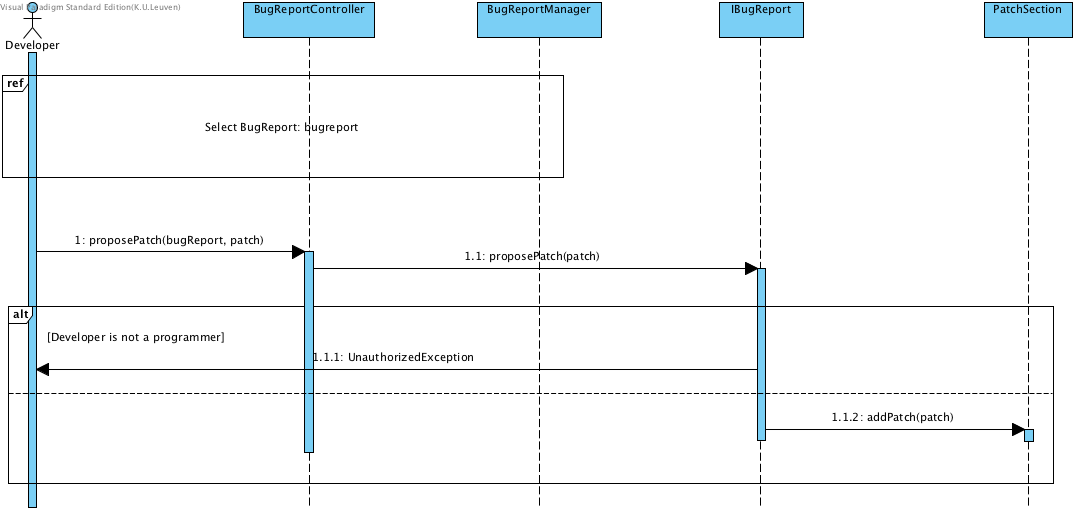 Visual Paradigm Standard Edition(K.U.Leuven)
BugReportController
BugReportManager
IBugReport
PatchSection
Developer
ref
Select BugReport: bugreport
1: proposePatch(bugReport, patch)
1.1: proposePatch(patch)
alt
[Developer is not a programmer]
1.1.1: UnauthorizedException
1.1.2: addPatch(patch)